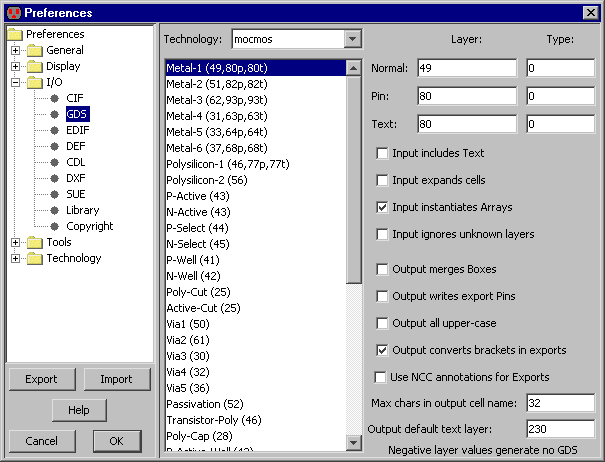 Preferences
Preferences
General
Display
I/O
CIF
GDS
EDIF
DEF
CDL
DXF
SUE
Library
Copyright
Tools
Technology
Export Import
Help
Cancel OK
Technology: mocmos
Metal-1 (49,80p,80t)
Metal-2 (51,82p,82t)
Metal-3 (62,93p,93t)
Metal-4 (31,63p,63t)
Metal-5 (33,64p,64t)
Metal-6 (37,68p,68t)
Polysilicon-1 (46,77p,77t)
Polysilicon-2 (56)
P-Active (43)
N-Active (43)
P-Select (44)
N-Select (45)
P-Well (41)
N-Well (42)
Poly-Cut (25)
Active-Cut (25)
Via1 (50)
Via2 (61)
Via3 (30)
Via4 (32)
Via5 (36)
Passivation (52)
Transistor-Poly (46)
Poly-Cap (28)
P-Active-Well (43)
Layer: Type:
Normal: 49 0
Pin: 80 0
Text: 80 0
Input includes Text
Input expands cells
Input instantiates Arrays
Input ignores unknown layers
Output merges Boxes
Output writes export Pins
Output all upper-case
Output converts brackets in exports
Use NCC annotations for Exports
Max chars in output cell name: 32
Output default text layer: 230
Negative layer values generate no GDS